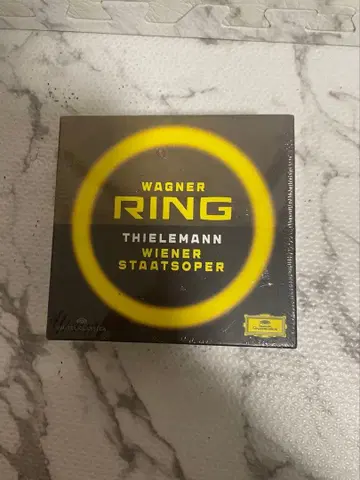 WAGNER
RING
THIELEMANN
WIENER
STAATSOPER